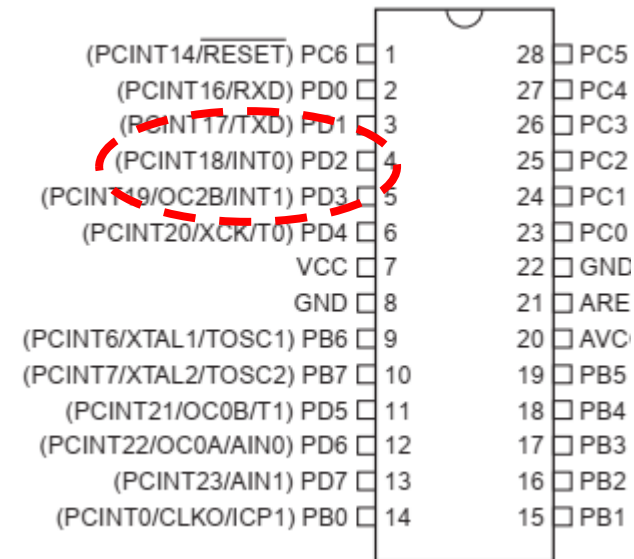 (PCINT14/RESET) PC6 1 28 PC5
(PCINT16/RXD) PD0 2 27 PC4
(PCINT17/TXD) PD1 3 26 PC3
(PCINT18/INT0) PD2 4 25 PC2
(PCINT19/OC2B/INT1) PD3 5 24 PC1
(PCINT20/XCK/T0) PD4 6 23 PC0
VCC 7 22 GND
GND 8 21 ARE
(PCINT6/XTAL1/TOSC1) PB6 9 20 AVC
(PCINT7/XTAL2/TOSC2) PB7 10 19 PB5
(PCINT21/OC0B/T1) PD5 11 18 PB4
(PCINT22/OC0A/AIN0) PD6 12 17 PB3
(PCINT23/AIN1) PD7 13 16 PB2
(PCINT0/CLKO/ICP1) PB0 14 15 PB1